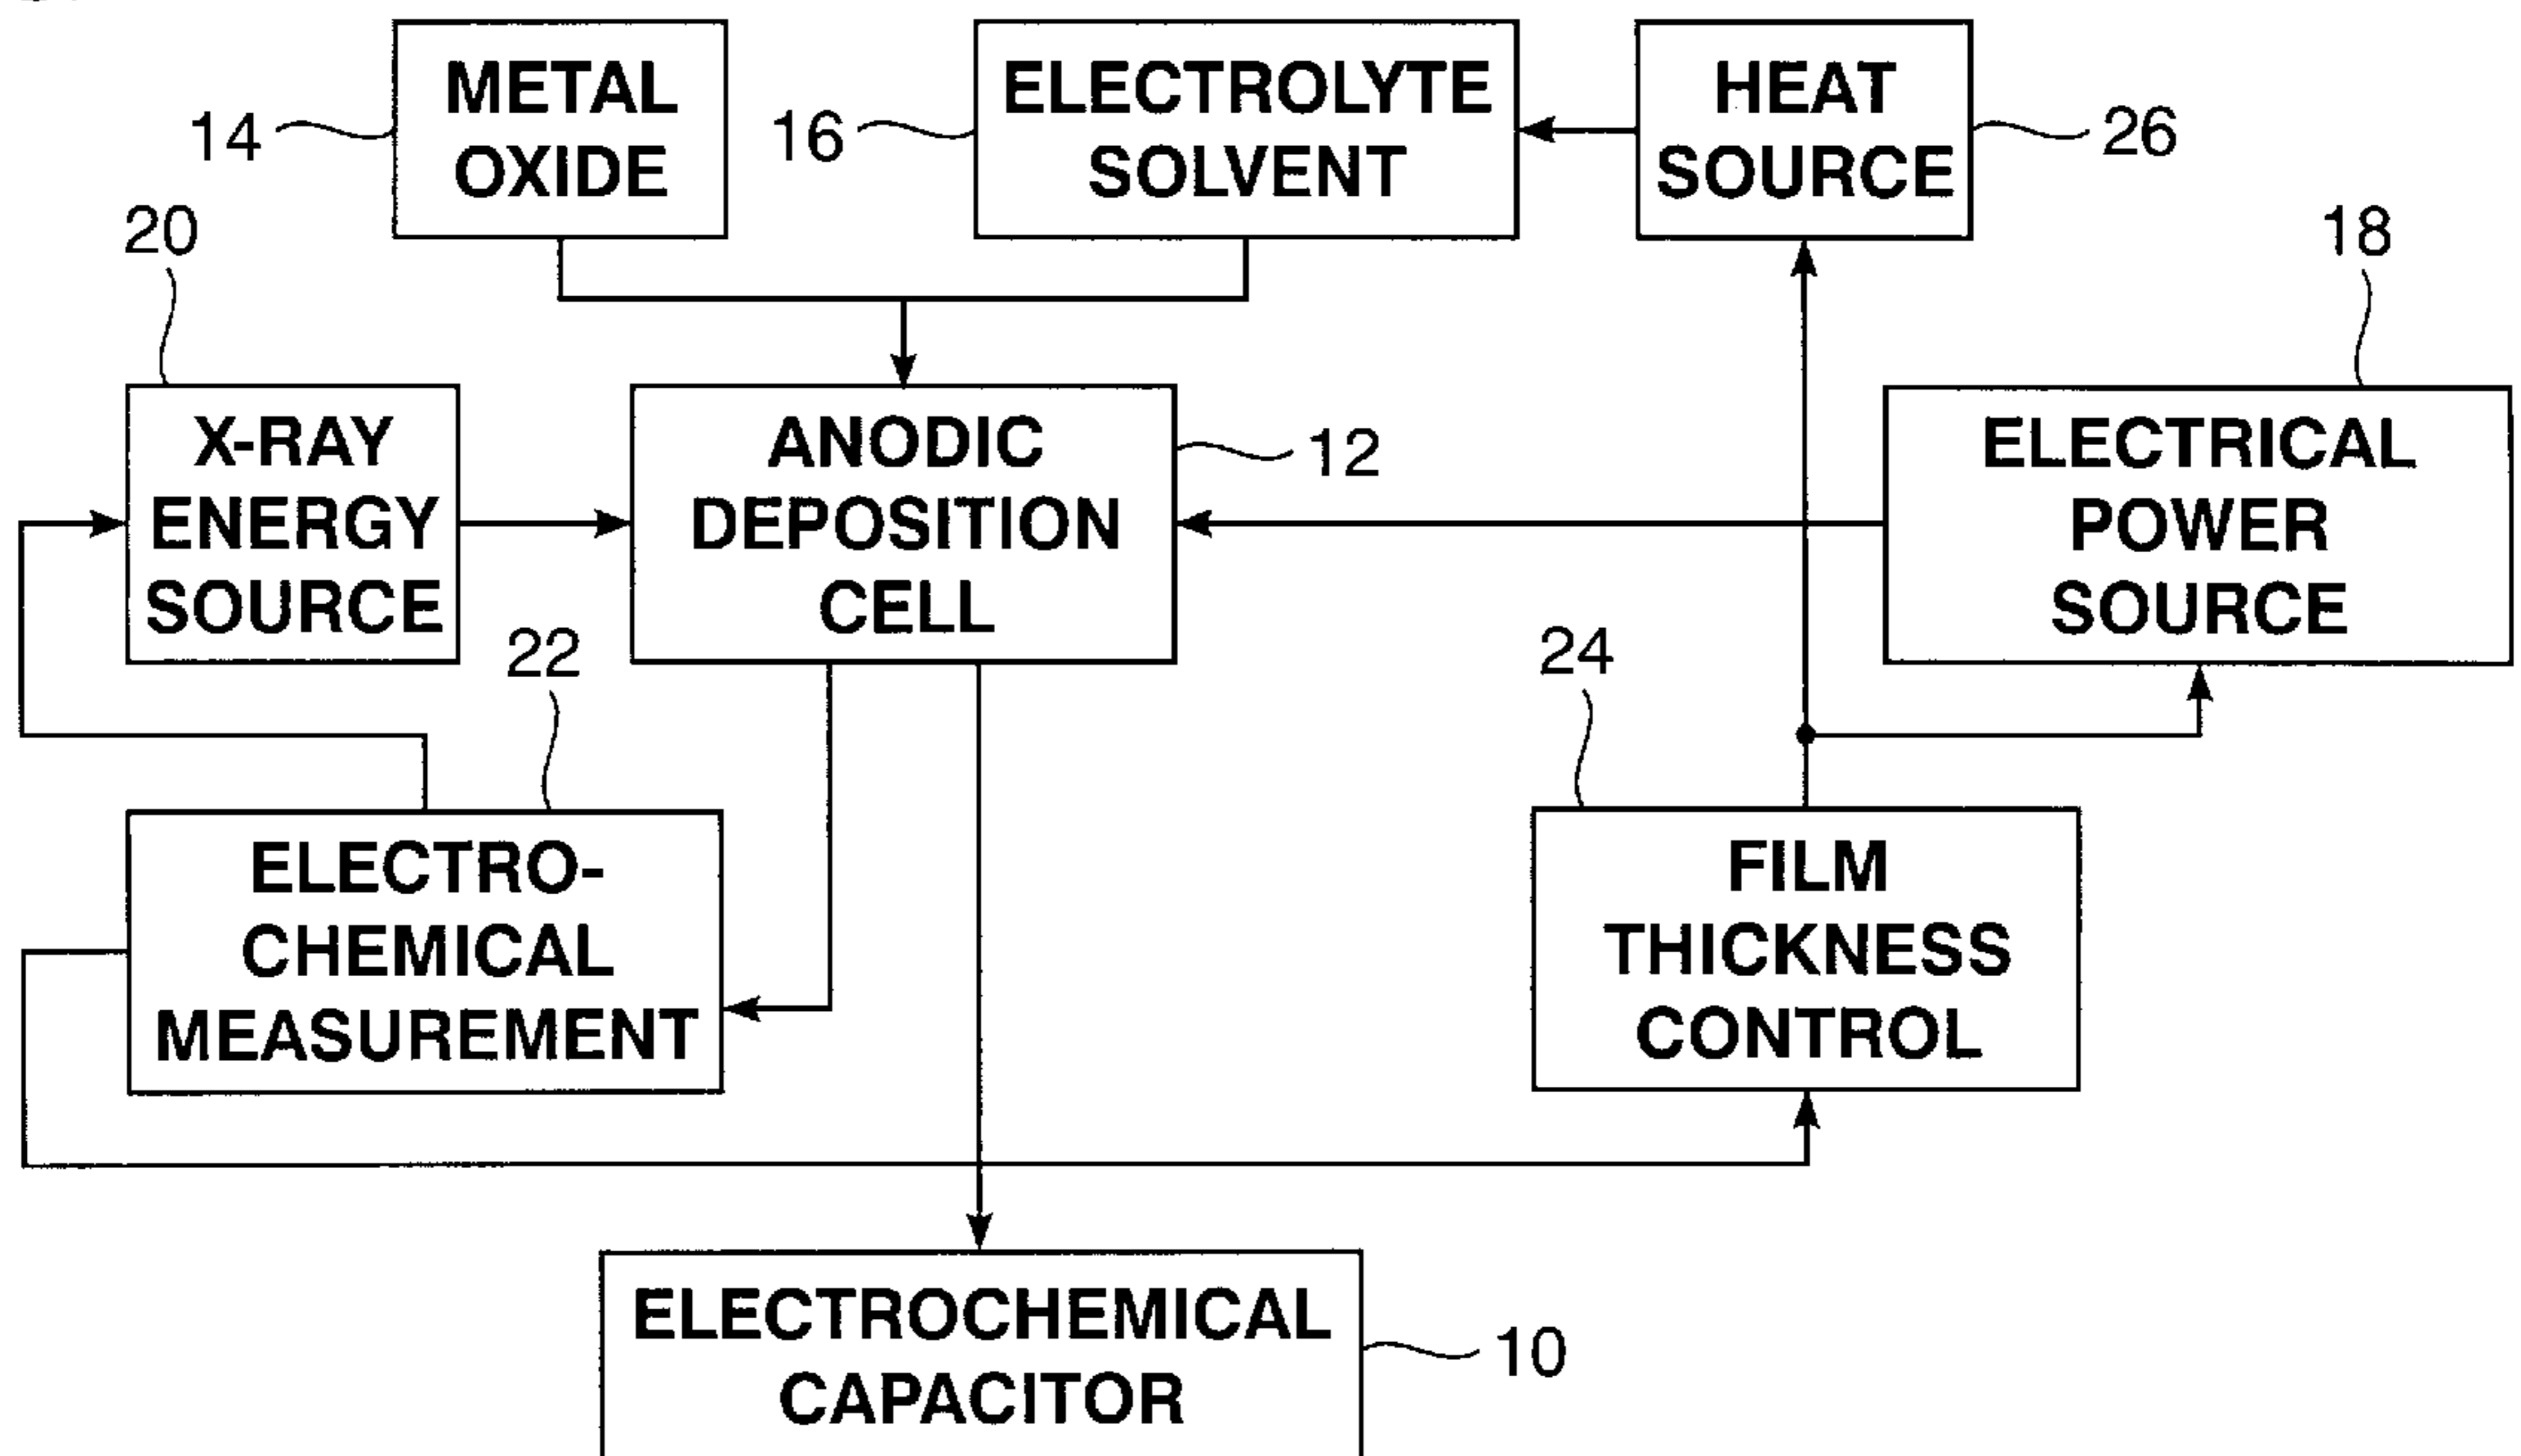 METAL
OXIDE
14
ELECTROLYTE
SOLVENT
16
HEAT
SOURCE
26
20
18
X-RAY
ENERGY
SOURCE
ANODIC
DEPOSITION
CELL
12
ELECTRICAL
POWER
SOURCE
22
24
ELECTRO-
CHEMICAL
MEASUREMENT
FILM
THICKNESS
CONTROL
ELECTROCHEMICAL
CAPACITOR
10